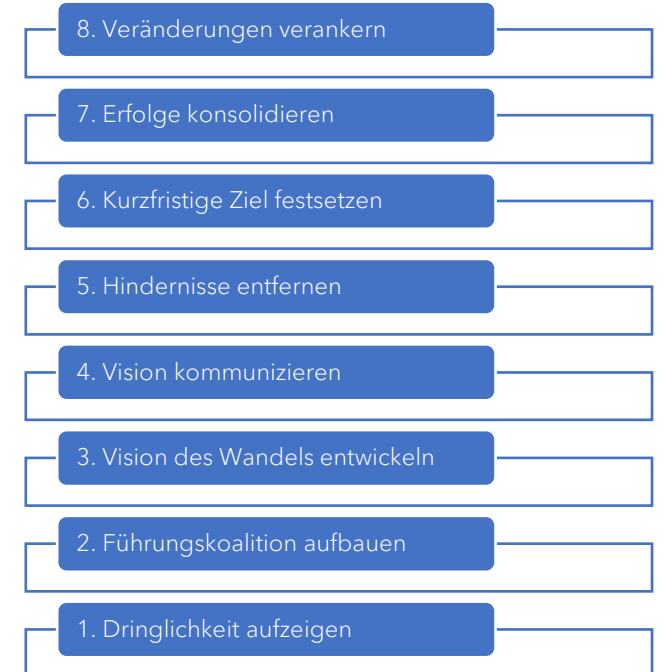 8. Veränderungen verankern
7. Erfolge konsolidieren
6. Kurzfristige Ziel festsetzen
5. Hindernisse entfernen
4. Vision kommunizieren
3. Vision des Wandels entwickeln
2. Führungskoalition aufbauen
1. Dringlichkeit aufzeigen